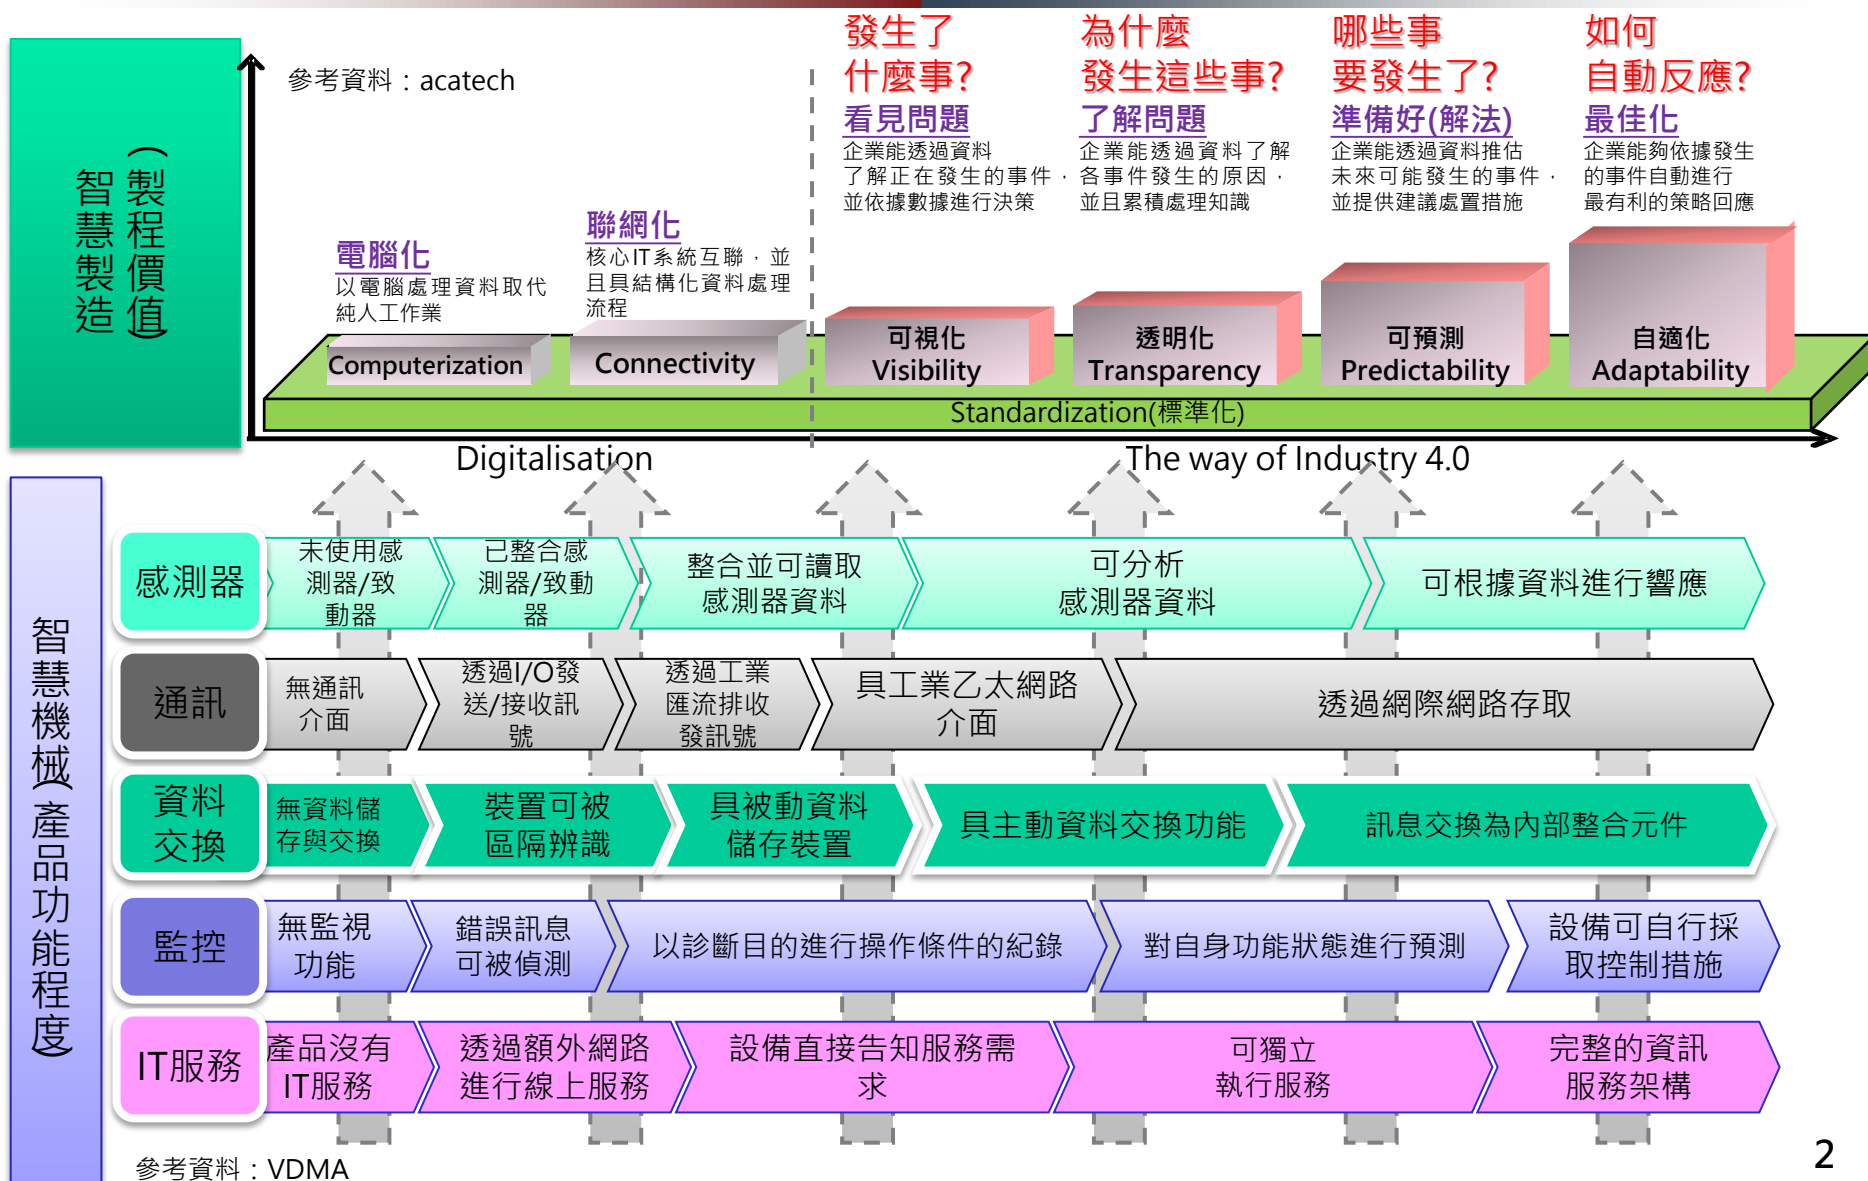 智慧製造
(製程價值)
參考資料：acatech
發生了
什麼事?
看見問題
企業能透過資料
了解正在發生的事件，
並依據數據進行決策
為什麼
發生這些事?
了解問題
企業能透過資料了解
各事件發生的原因，
並且累積處理知識
哪些事
要發生了?
準備好(解法)
企業能透過資料推估
未來可能發生的事件，
並提供建議處置措施
如何
自動反應?
最佳化
企業能夠依據發生
的事件自動進行
最有利的策略回應
電腦化
以電腦處理資料取代
純人工作業
聯網化
核心IT系統互聯，並
且具結構化資料處理
流程
Computerization
Connectivity
可視化
Visibility
透明化
Transparency
可預測
Predictability
自適化
Adaptability
Standardization(標準化)
Digitalisation
The way of Industry 4.0
智慧機械(產品功能程度)
感測器
未使用感
測器/致
動器
已整合感
測器/致動
器
整合並可讀取
感測器資料
可分析
感測器資料
可根據資料進行響應
通訊
無通訊
介面
透過I/O發
送/接收訊
號
透過工業
匯流排收
發訊號
具工業乙太網路
介面
透過網際網路存取
資料
交換
無資料儲
存與交換
裝置可被
區隔辨識
具被動資料
儲存裝置
具主動資料交換功能
訊息交換為內部整合元件
監控
無監視
功能
錯誤訊息
可被偵測
以診斷目的進行操作條件的紀錄
對自身功能狀態進行預測
設備可自行採
取控制措施
IT服務
產品沒有
IT服務
透過額外網路
進行線上服務
設備直接告知服務需
求
可獨立
執行服務
完整的資訊
服務架構
參考資料：VDMA
2